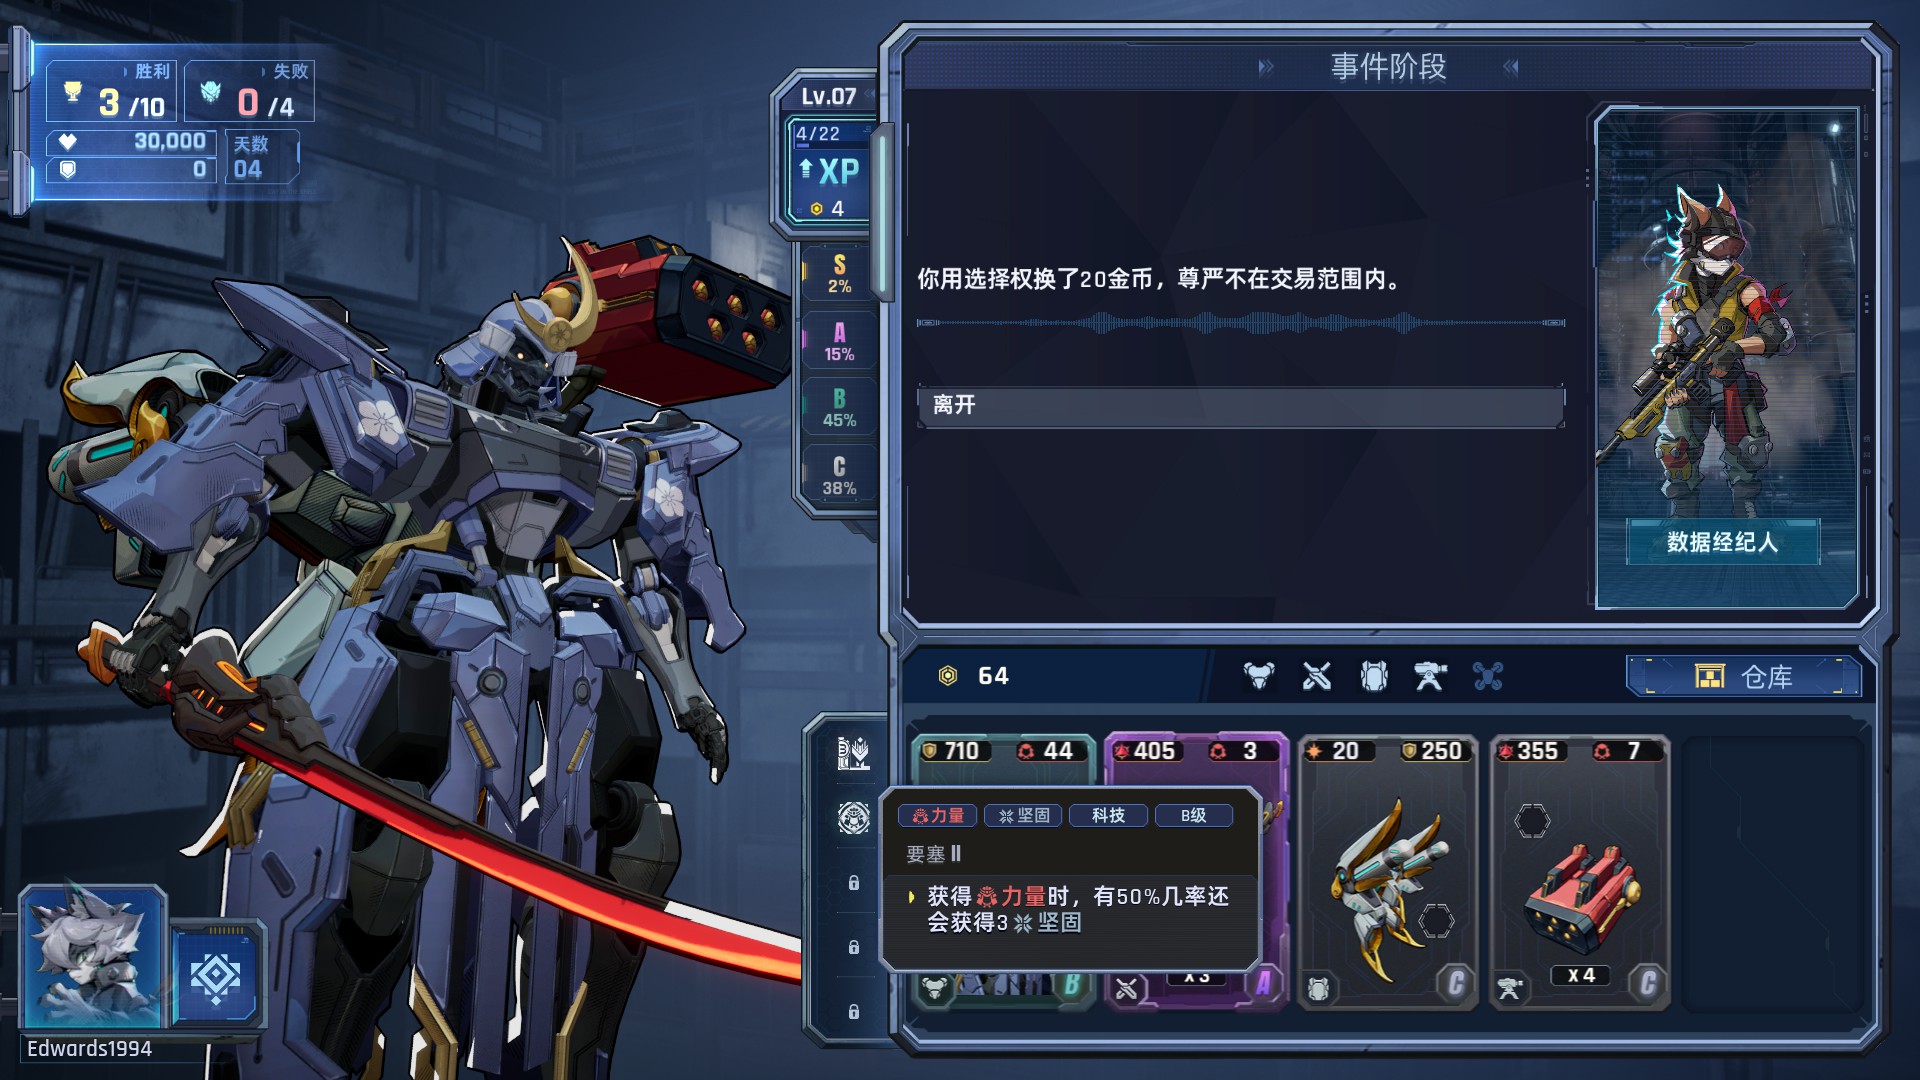 胜利
3 /10
失败
0 /4
30,000
0
天数
04
Lv.07
4/22
XP
4
S
2%
A
15%
B
45%
C
38%
事件阶段
你用选择权换了20金币，尊严不在交易范围内。
离开
数据经纪人
64
仓库
710 44
405 3
20 250
355 7
力量 坚固 科技 B级
要塞 II
获得力量时，有50%几率还
会获得3坚固
B
X3 A
C
X4 C
Edwards1994